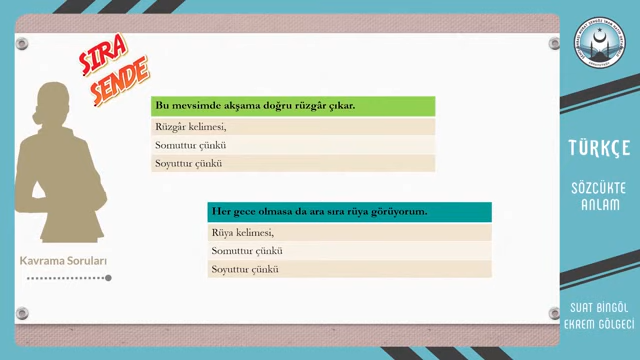 SIRA
SENDE
Bu mevsimde akşama doğru rüzgâr çıkar.
Rüzgâr kelimesi,
Somuttur çünkü
Soyuttur çünkü
Her gece olmasa da ara sıra rüya görüyorum.
Rüya kelimesi,
Somuttur çünkü
Soyuttur çünkü
Kavrama Soruları
TÜRKÇE
SÖZCÜKTE
ANLAM
SUAT BİNGÖL
EKREM GÖLGECİ